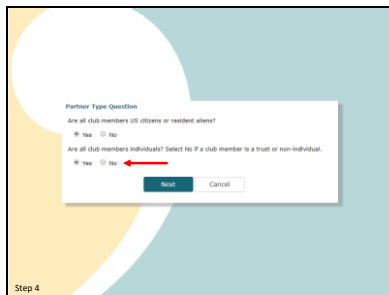 Partner Type Question
Are all club members US citizens or resident aliens?
Yes No
Are all club members individuals? Select No if a club member is a trust or non-individual.
Yes No
Next Cancel
Step 4